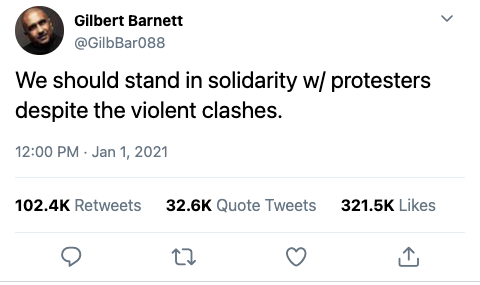 Gilbert Barnett
@GilbBar088
We should stand in solidarity w/ protesters
despite the violent clashes.
12:00 PM · Jan 1, 2021
102.4K Retweets 32.6K Quote Tweets 321.5K Likes